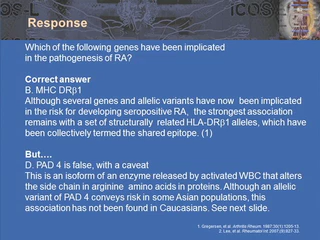 ICOS-L
iCOS
Response
Which of the following genes have been implicated
in the pathogenesis of RA?
Correct answer
B. MHC DRβ1
Although several genes and allelic variants have now been implicated
in the risk for developing seropositive RA, the strongest association
remains with a set of structurally related HLA-DRβ1 alleles, which have
been collectively termed the shared epitope. (1)
But….
D. PAD 4 is false, with a caveat
This is an isoform of an enzyme released by activated WBC that alters
the side chain in arginine amino acids in proteins. Although an allelic
variant of PAD 4 conveys risk in some Asian populations, this
association has not been found in Caucasians. See next slide.